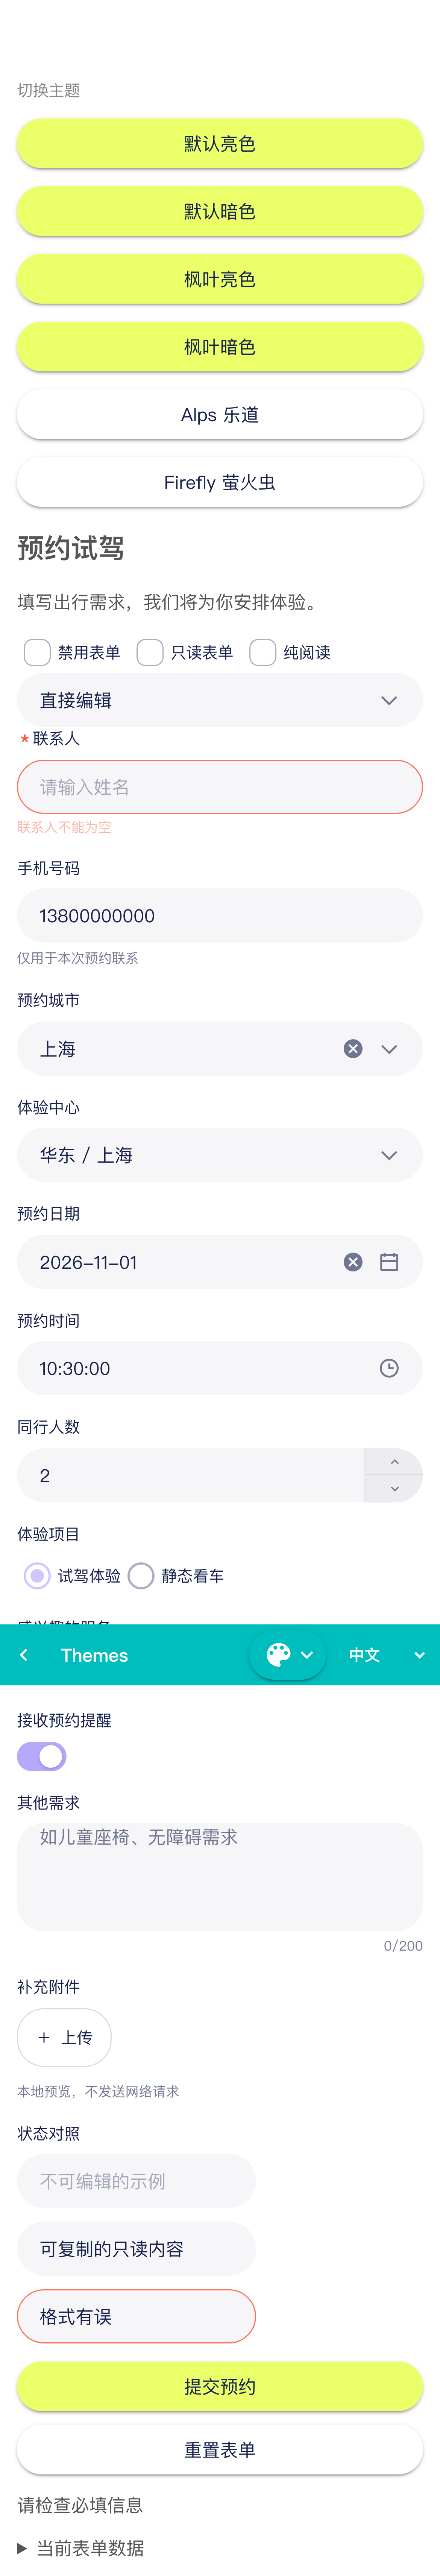 切换主题
默认亮色
默认暗色
枫叶亮色
枫叶暗色
Alps 乐道
Firefly 萤火虫
预约试驾
填写出行需求，我们将为你安排体验。
禁用表单 只读表单 纯阅读
直接编辑
* 联系人
请输入姓名
联系人不能为空
手机号码
13800000000
仅用于本次预约联系
预约城市
上海
体验中心
华东 / 上海
预约日期
2026-11-01
预约时间
10:30:00
同行人数
2
体验项目
试驾体验 静态看车
Themes 中文
接收预约提醒
其他需求
如儿童座椅、无障碍需求
0/200
补充附件
+ 上传
本地预览，不发送网络请求
状态对照
不可编辑的示例
可复制的只读内容
格式有误
提交预约
重置表单
请检查必填信息
当前表单数据